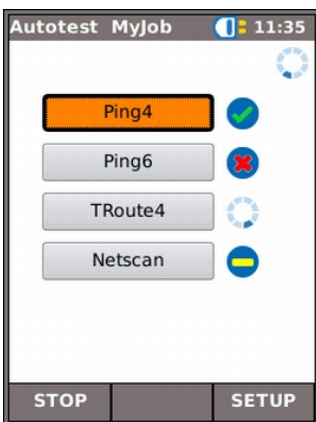 Autotest MyJob 11:35
Ping4
Ping6
TRoute4
Netscan
STOP SETUP